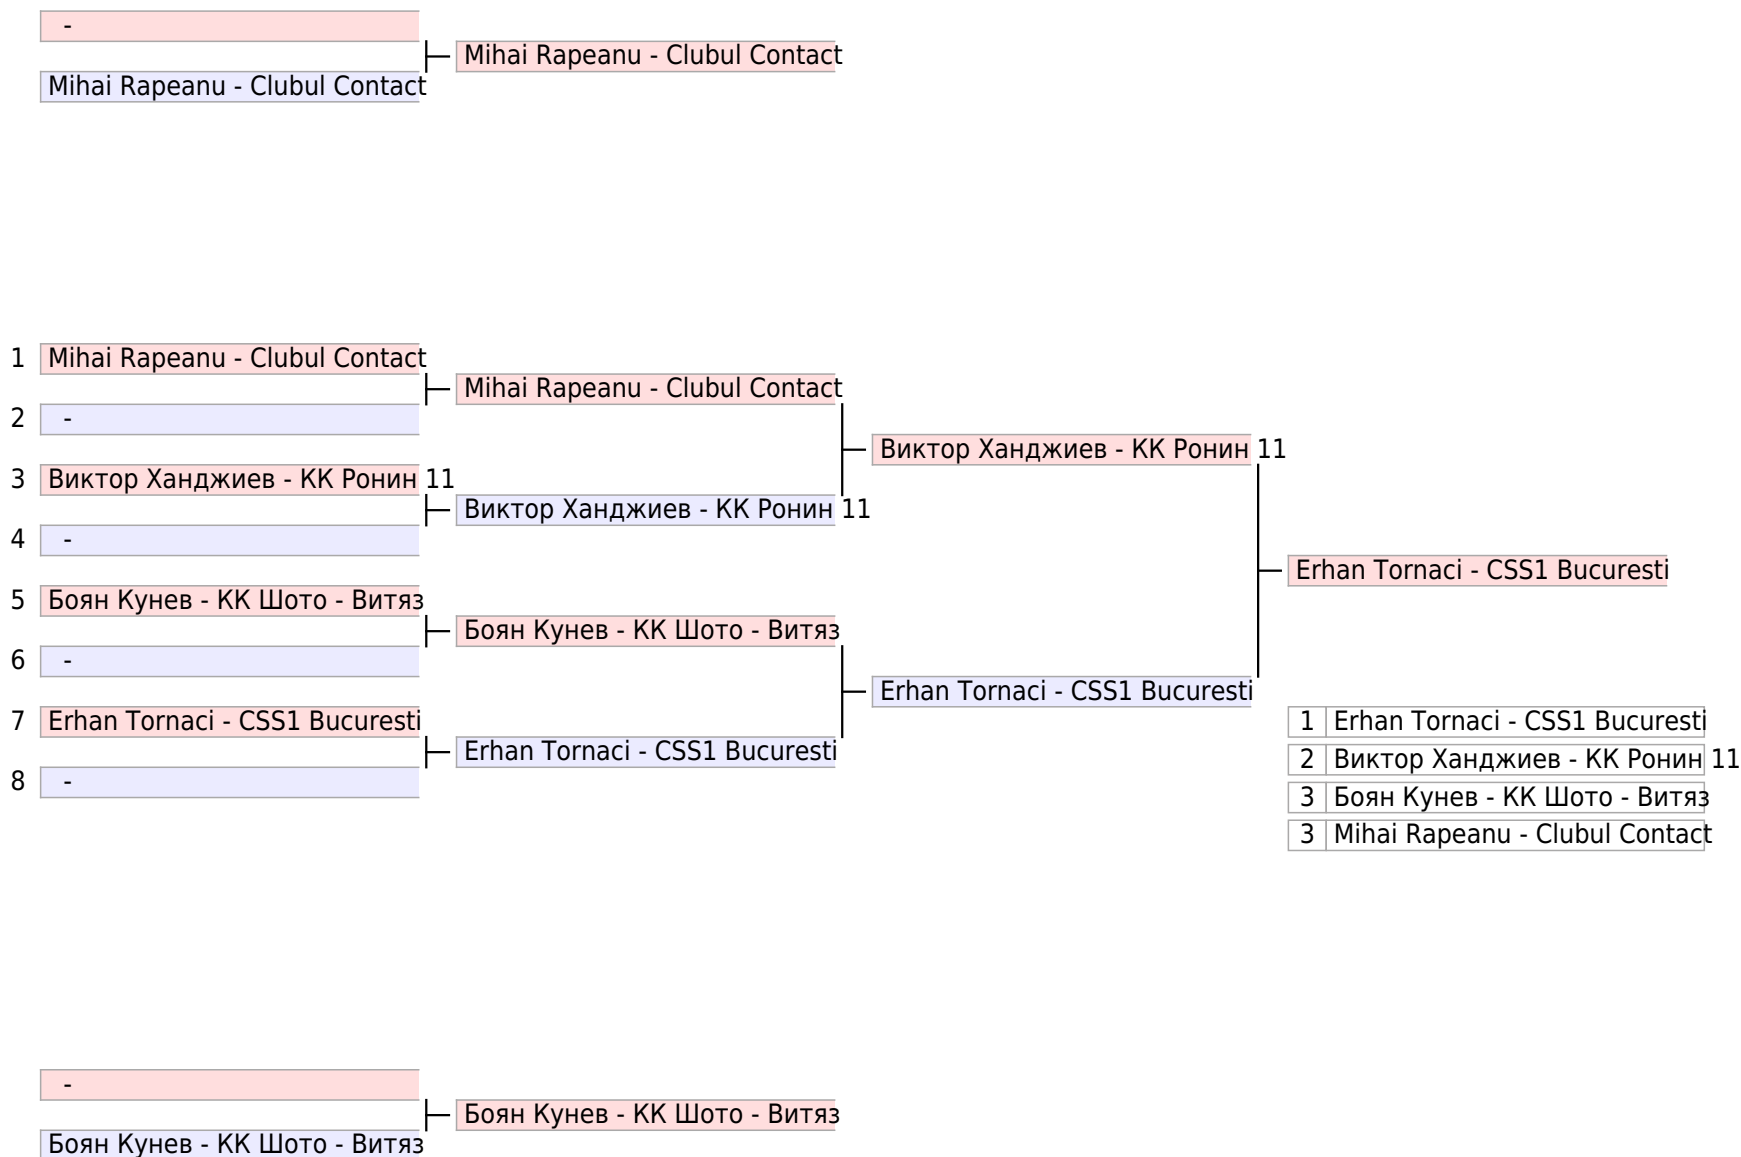 -
Mihai Rapeanu - Clubul Contact
Mihai Rapeanu - Clubul Contact
1 Mihai Rapeanu - Clubul Contact
Mihai Rapeanu - Clubul Contact
2 -
Виктор Ханджиев - КК Ронин 11
3 Виктор Ханджиев - КК Ронин 11
Виктор Ханджиев - КК Ронин 11
4 -
Erhan Tornaci - CSS1 Bucuresti
5 Боян Кунев - КК Шото - Витяз
Боян Кунев - КК Шото - Витяз
6 -
Erhan Tornaci - CSS1 Bucuresti
7 Erhan Tornaci - CSS1 Bucuresti
Erhan Tornaci - CSS1 Bucuresti
8 -
1 Erhan Tornaci - CSS1 Bucuresti
2 Виктор Ханджиев - КК Ронин 11
3 Боян Кунев - КК Шото - Витяз
3 Mihai Rapeanu - Clubul Contact
-
Боян Кунев - КК Шото - Витяз
Боян Кунев - КК Шото - Витяз